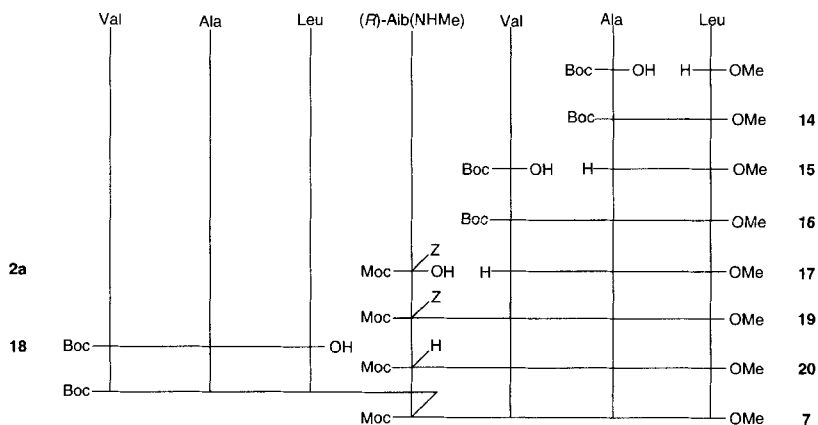 Val Ala Leu (R)-Aib(NHMe) Val Ala Leu
Boc OH H OMe
Boc OMe 14
Boc OH H OMe 15
Boc OMe 16
Z
2a Moc OH H OMe 17
Z
Moc OMe 19
18 Boc OH
H
Moc OMe 20
Boc
Moc OMe 7